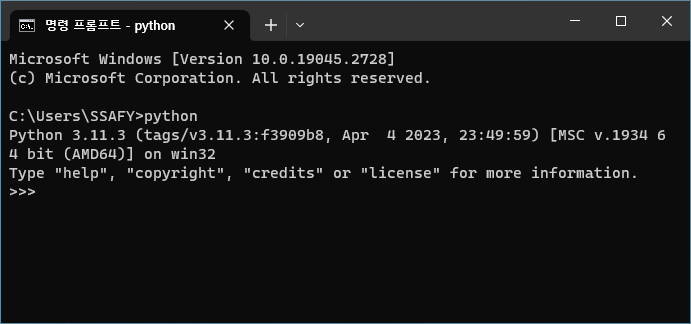 명령 프롬프트 - python
Microsoft Windows [Version 10.0.19045.2728]
(c) Microsoft Corporation. All rights reserved.
C:\Users\SSAFY>python
Python 3.11.3 (tags/v3.11.3:f3909b8, Apr  4 2023, 23:49:59) [MSC v.1934 6
4 bit (AMD64)] on win32
Type "help", "copyright", "credits" or "license" for more information.
>>>